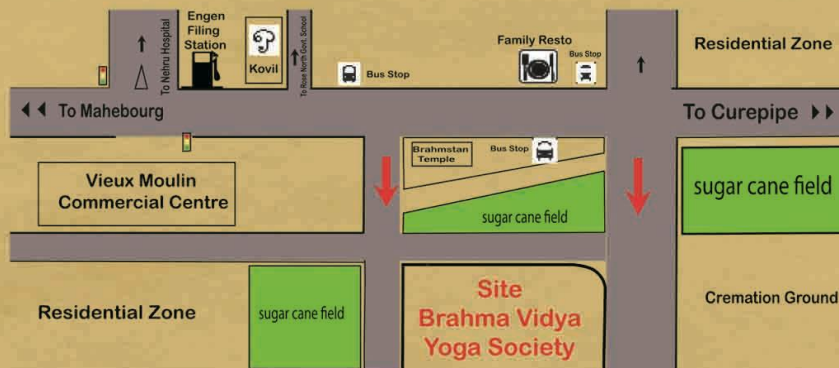 Engen
Filing
Station
To Nehru Hospital
Kovil
To Rose North Govt. School
Bus Stop
Family Resto
Bus Stop
Residential Zone
To Mahebourg
To Curepipe
Brahmstan
Temple
Bus Stop
Vieux Moulin
Commercial Centre
sugar cane field
sugar cane field
Residential Zone
sugar cane field
Site
Brahma Vidya
Yoga Society
Cremation Ground